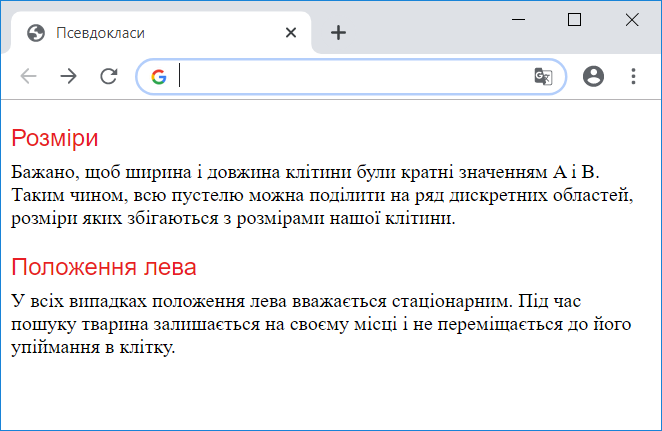 Псевдокласи
Розміри
Бажано, щоб ширина і довжина клітини були кратні значенням A і B.
Таким чином, всю пустелю можна поділити на ряд дискретних областей,
розміри яких збігаються з розмірами нашої клітини.
Положення лева
У всіх випадках положення лева вважається стаціонарним. Під час
пошуку тварина залишається на своєму місці і не переміщається до його
упіймання в клітку.